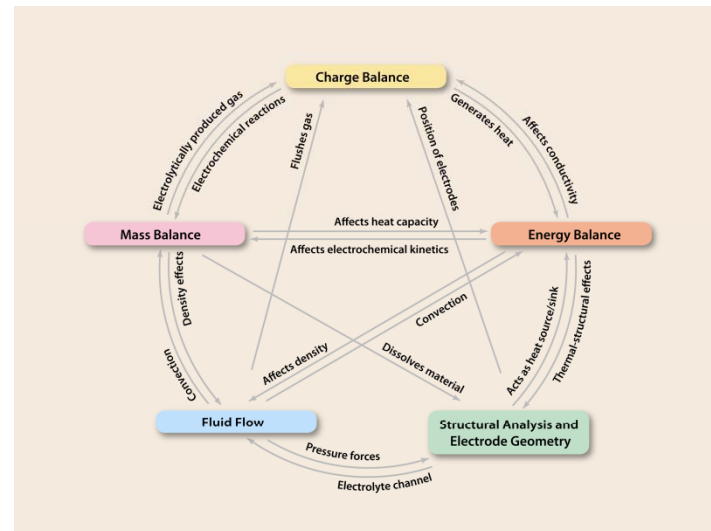 Charge Balance
Electrolytically produced gas
Electrochemical reactions
Flushes gas
Position of electrodes
Generates heat
Affects conductivity
Mass Balance
Affects heat capacity
Affects electrochemical kinetics
Energy Balance
Density effects
Convection
Affects density
Convection
Dissolves material
Acts as heat source/sink
Thermal-structural effects
Fluid Flow
Structural Analysis and
Electrode Geometry
Pressure forces
Electrolyte channel